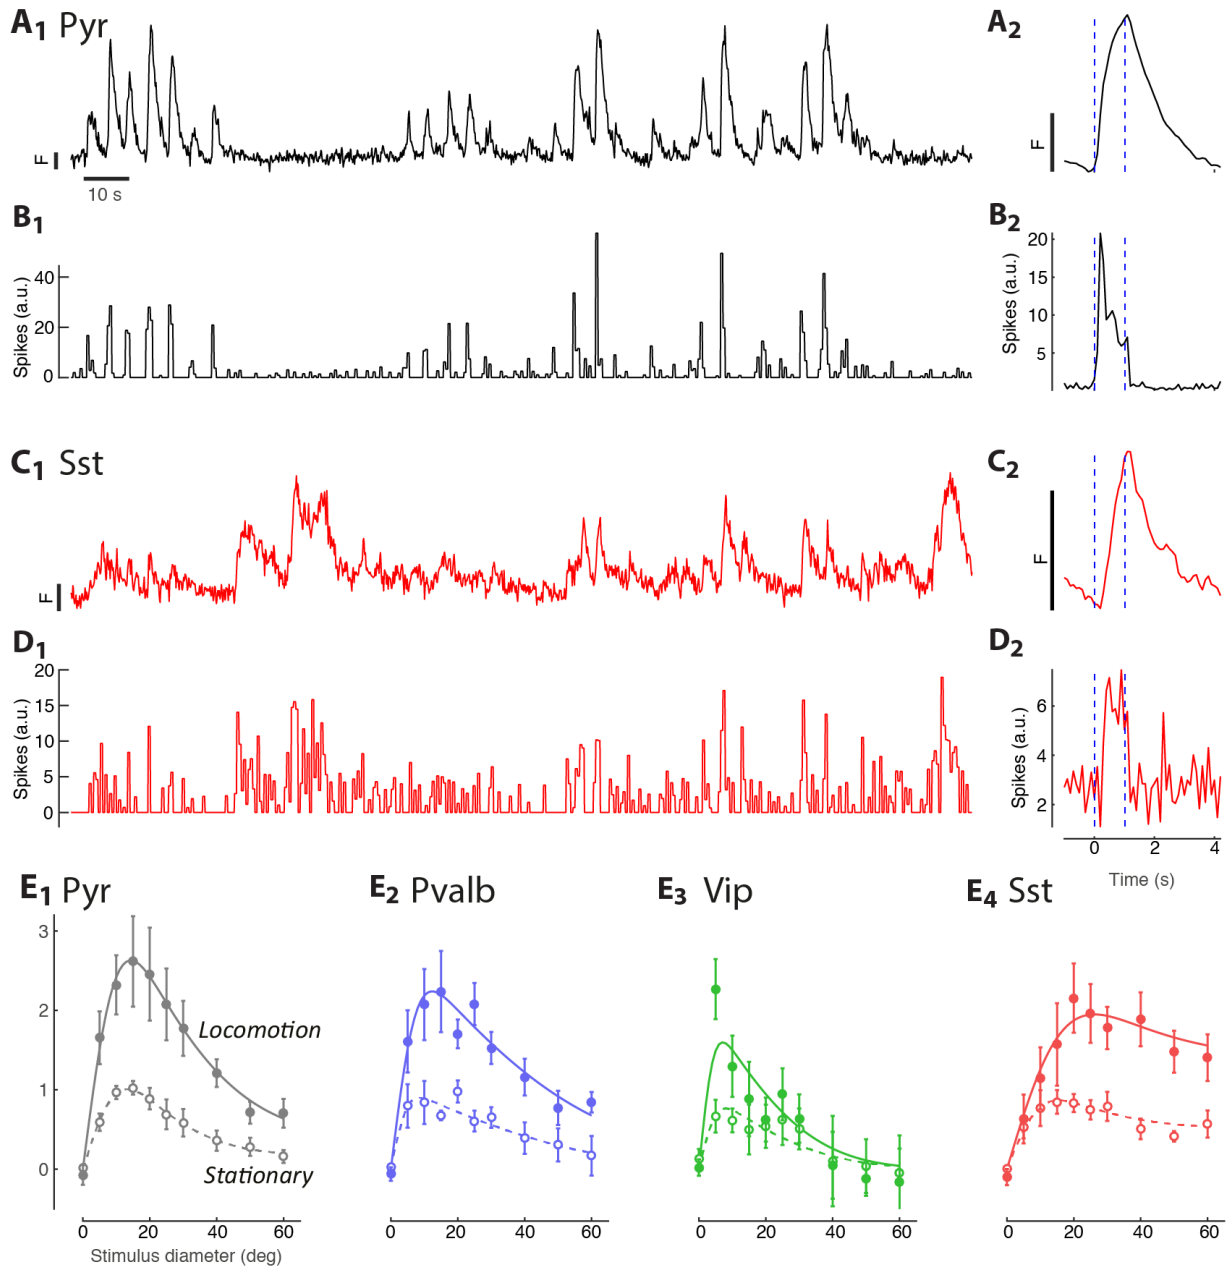 A1 Pyr
A2
F
10 s
F
B1
B2
Spikes (a.u.)
40
20
0
Spikes (a.u.)
20
15
10
5
C1 Sst
C2
F
F
D1
D2
Spikes (a.u.)
20
15
10
5
0
Spikes (a.u.)
6
4
2
0 2 4
Time (s)
E1 Pyr
E2 Pvalb
E3 Vip
E4 Sst
3
2
1
0
Locomotion
Stationary
0 20 40 60
Stimulus diameter (deg)
0 20 40 60
0 20 40 60
0 20 40 60